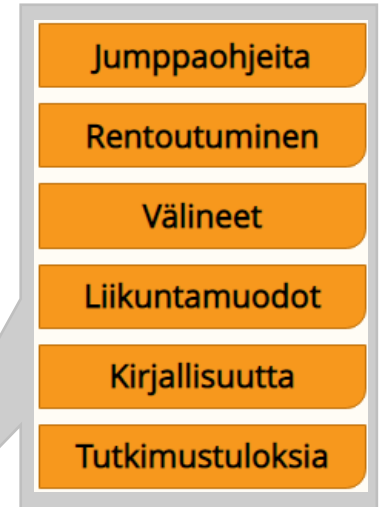 Jumppaohjeita
Rentoutuminen
Välineet
Liikuntamuodot
Kirjallisuutta
Tutkimustuloksia